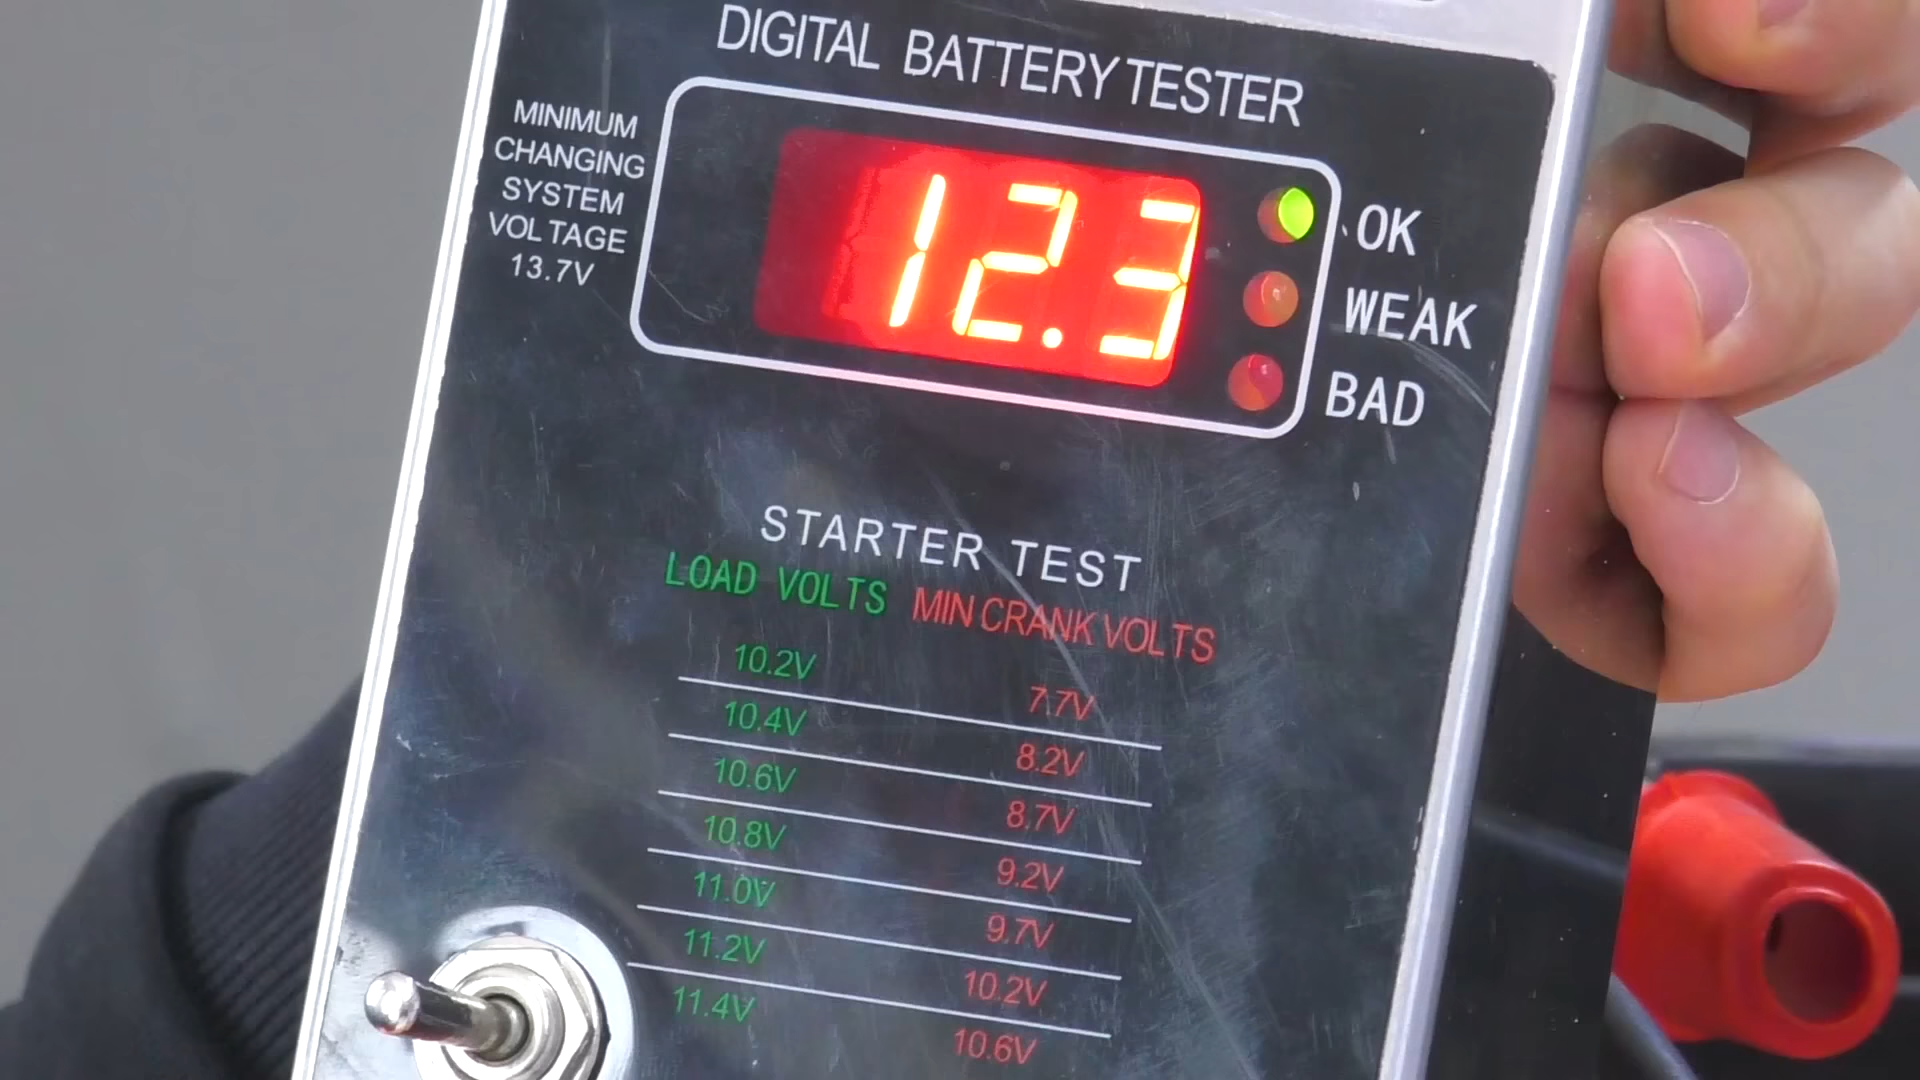 DIGITAL BATTERY TESTER
MINIMUM
CHANGING
SYSTEM
VOLTAGE
13.7V
12.3
OK
WEAK
BAD
STARTER TEST
LOAD VOLTS MIN CRANK VOLTS
10.2V 7.7V
10.4V 8.2V
10.6V 8.7V
10.8V 9.2V
11.0V 9.7V
11.2V 10.2V
11.4V 10.6V